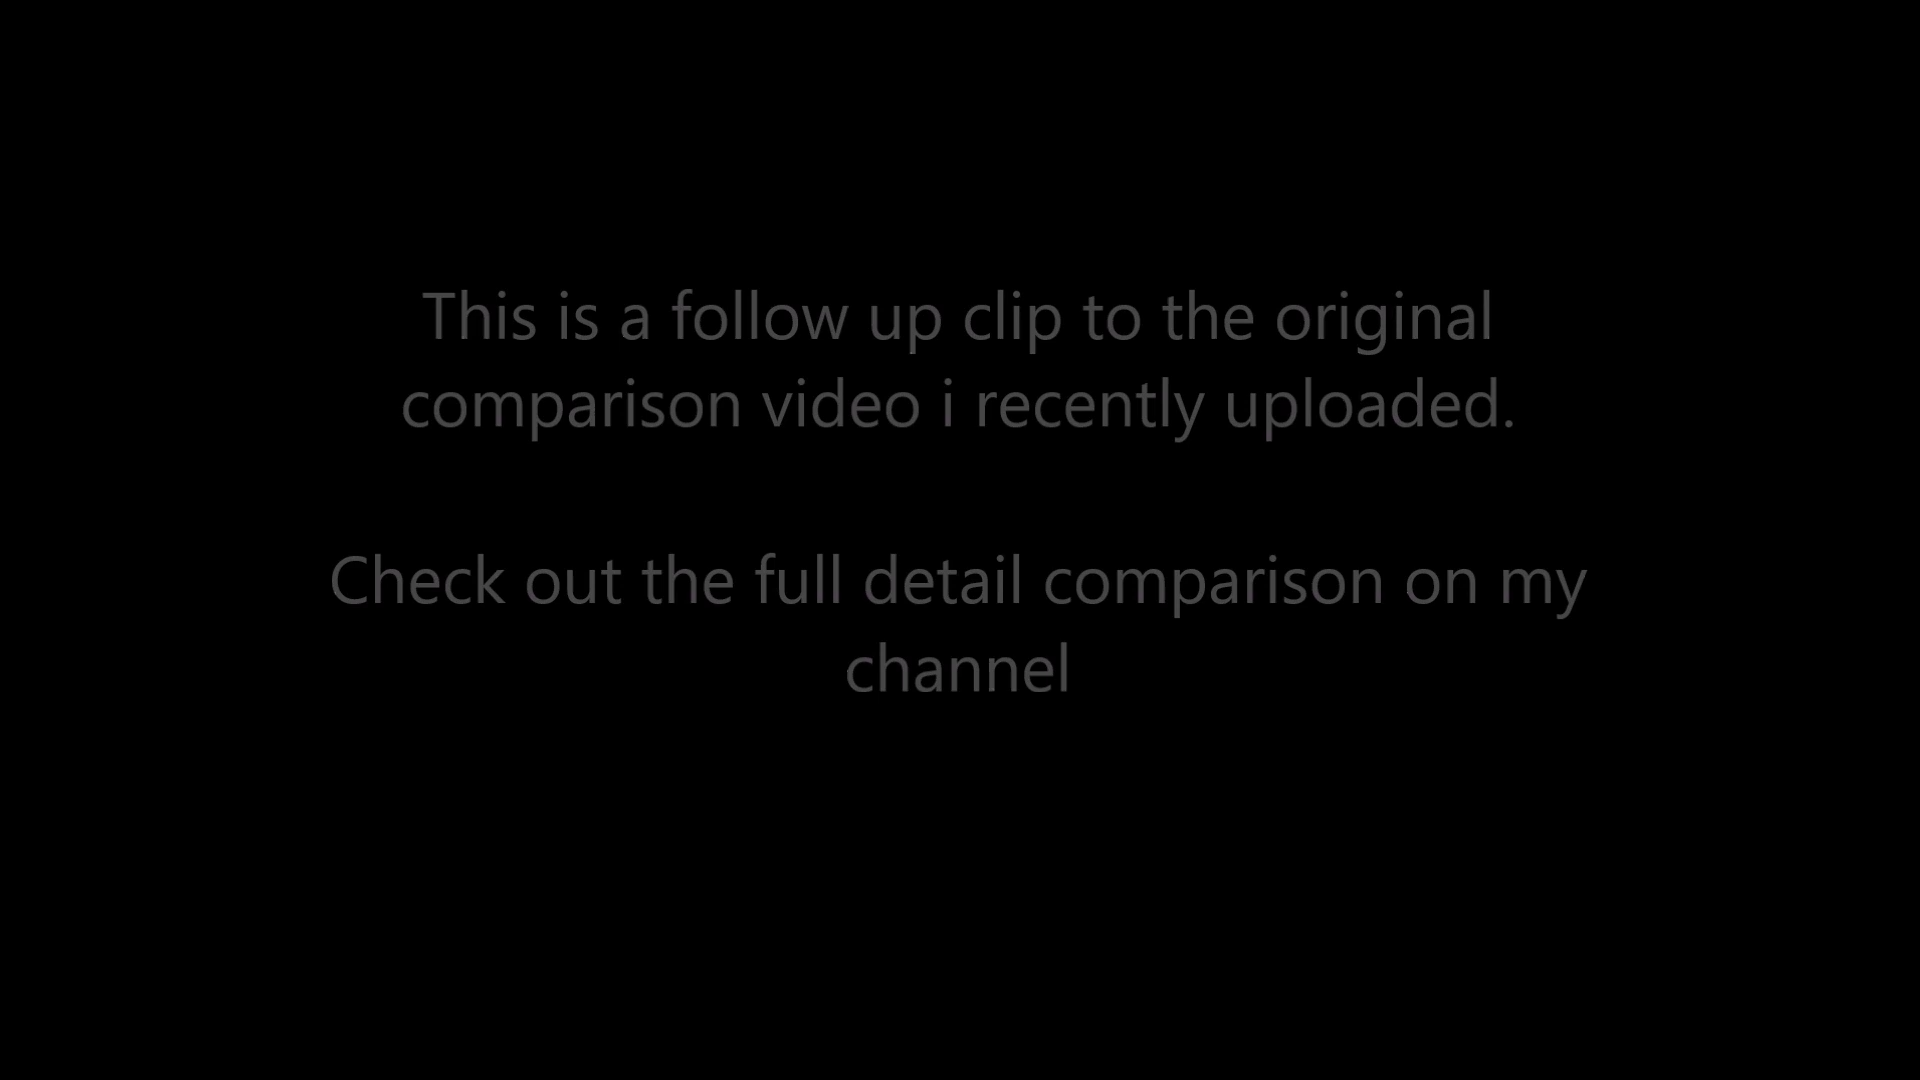 This is a follow up clip to the original
comparison video i recently uploaded.
Check out the full detail comparison on my
channel